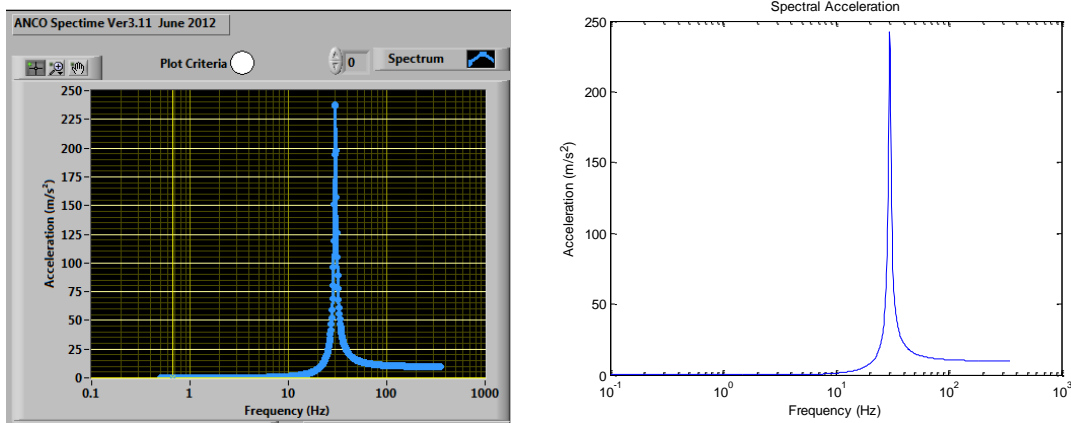 ANCO Spectime Ver3.11 June 2012
Plot Criteria
0
Spectrum
250
225
200
175
150
125
100
75
50
25
0
Acceleration (m/s²)
0.1 1 10 100 1000
Frequency (Hz)
Spectral Acceleration
250
200
150
100
50
0
Acceleration (m/s²)
10⁻¹ 10⁰ 10¹ 10² 10³
Frequency (Hz)